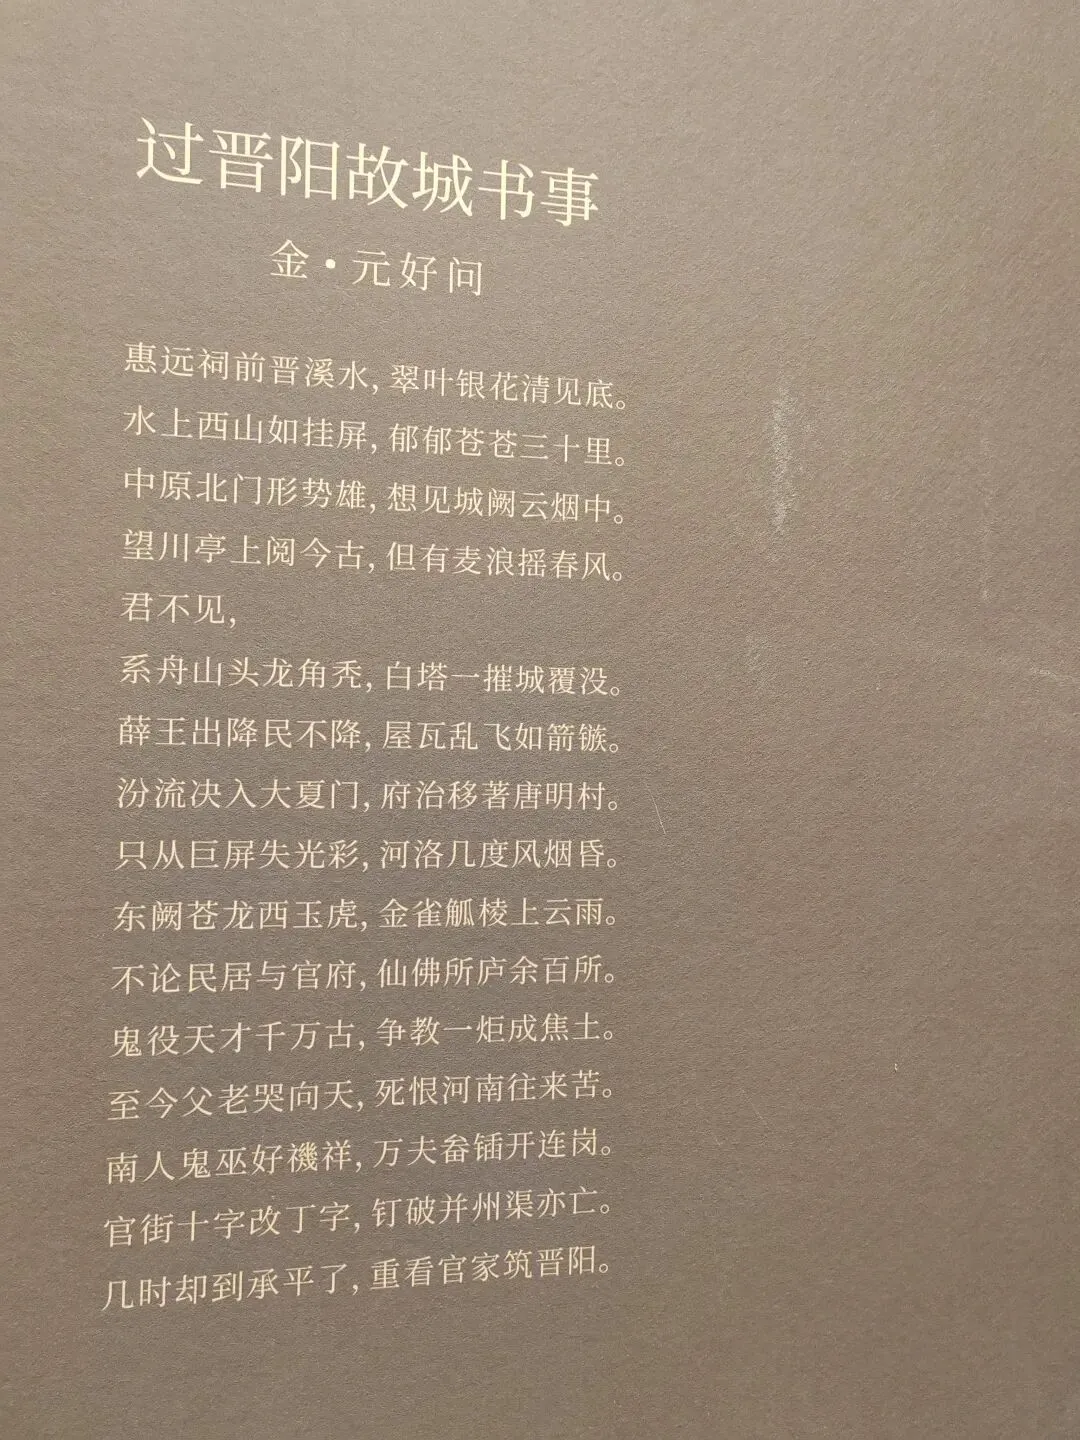 过晋阳故城书事
金·元好问
惠远祠前晋溪水,翠叶银花清见底。
水上西山如挂屏,郁郁苍苍三十里。
中原北门形势雄,想见城阙云烟中。
望川亭上阅今古,但有麦浪摇春风。
君不见,
系舟山头龙角秃,白塔一摧城覆没。
薛王出降民不降,屋瓦乱飞如箭镞。
汾流决入大夏门,府治移著唐明村。
只从巨屏失光彩,河洛几度风烟昏。
东阙苍龙西玉虎,金雀觚棱上云雨。
不论民居与官府,仙佛所庐余百所。
鬼役天才千万古,争教一炬成焦土。
至今父老哭向天,死恨河南往来苦。
南人鬼巫好禨祥,万夫畚锸开连岗。
官街十字改丁字,钉破并州渠亦亡。
几时却到承平了,重看官家筑晋阳。